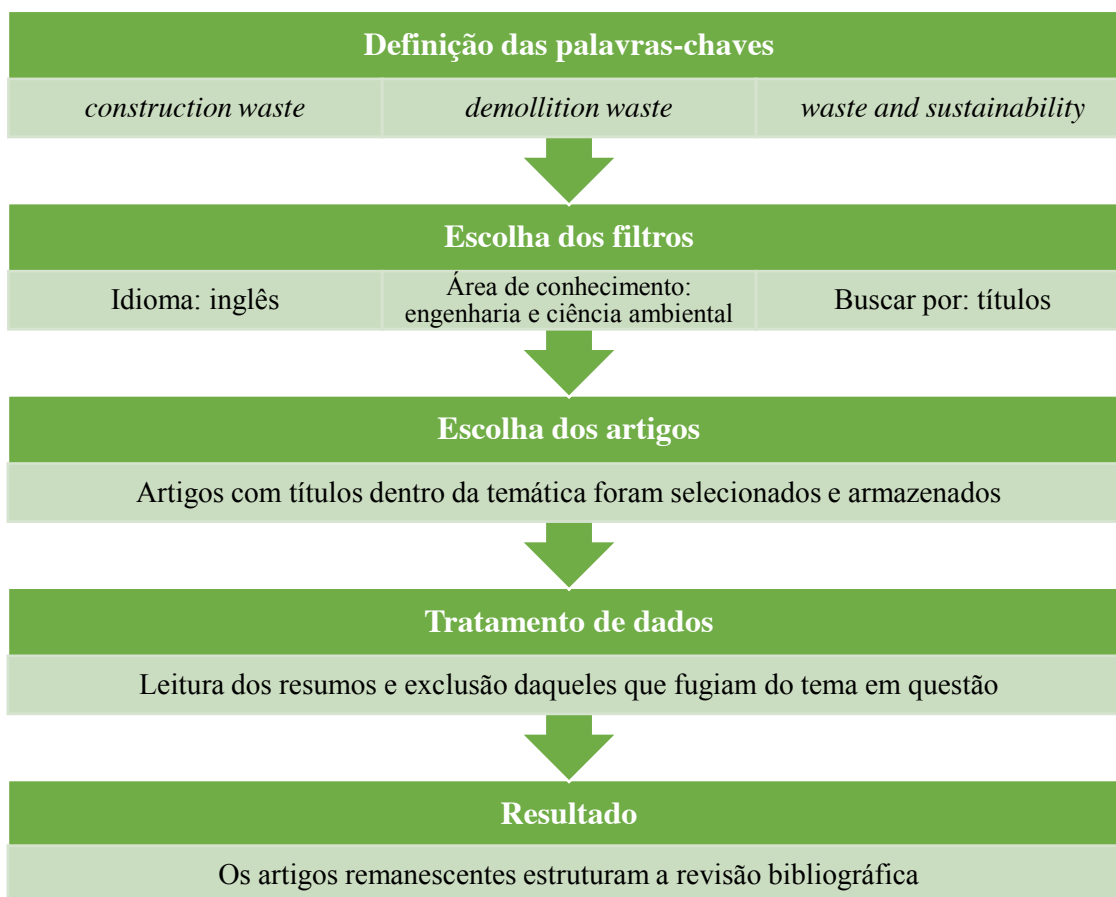 Definição das palavras-chaves
construction waste
demollition waste
waste and sustainability
Escolha dos filtros
Idioma: inglês
Área de conhecimento:
engenharia e ciência ambiental
Buscar por: títulos
Escolha dos artigos
Artigos com títulos dentro da temática foram selecionados e armazenados
Tratamento de dados
Leitura dos resumos e exclusão daqueles que fugiam do tema em questão
Resultado
Os artigos remanescentes estruturam a revisão bibliográfica